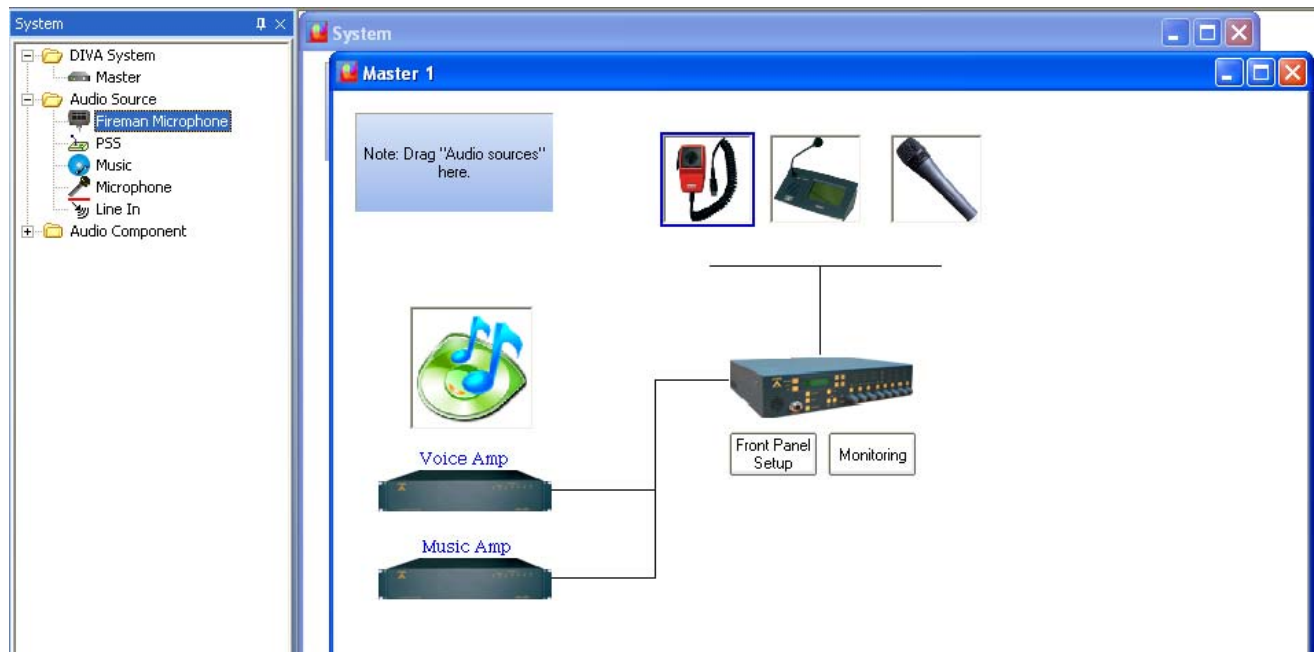 System
DIVA System
Master
Audio Source
Fireman Microphone
PSS
Music
Microphone
Line In
Audio Component
System
Master 1
Note: Drag "Audio sources"
here.
Voice Amp
Music Amp
Front Panel
Setup
Monitoring